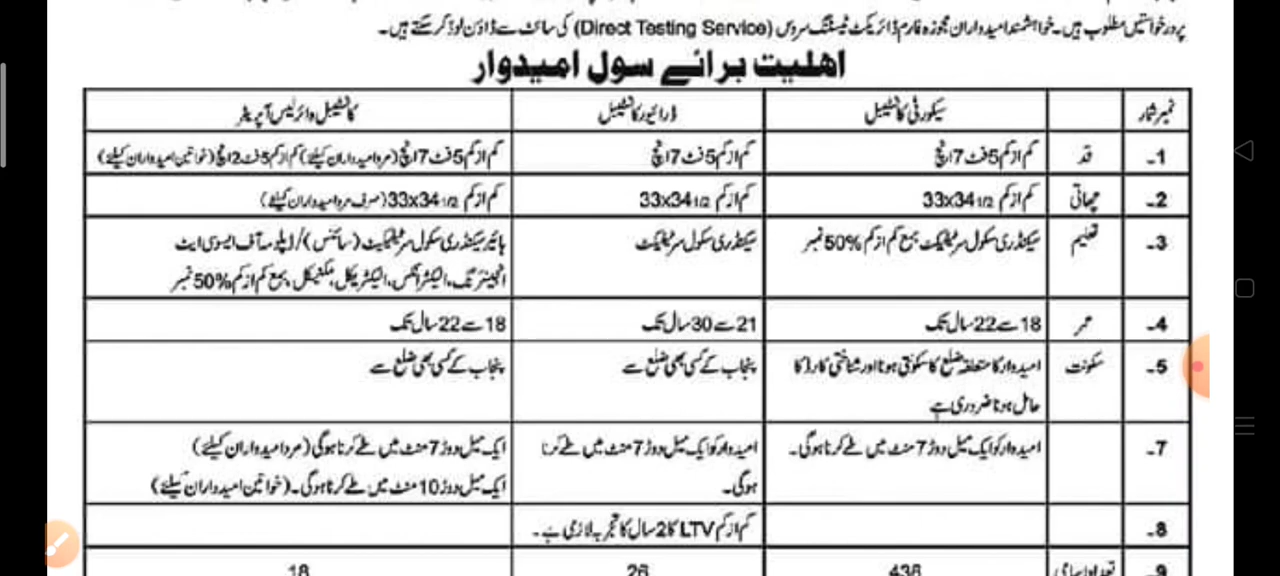 پر درخواستیں مطلوب ہیں۔ خواہشمند امیدواران مجوزہ فارم ڈائریکٹ ٹیسٹنگ سروس (Direct Testing Service) کی سائٹ سے ڈاؤن لوڈ کر سکتے ہیں۔
اھلیت برائے سول امیدوار
نمبر شمار سیکورٹی کانسٹیبل ڈرائیور کانسٹیبل کانسٹیبل وائرلیس آپریٹر
1۔ قد کم از کم 5 فٹ 7 انچ کم از کم 5 فٹ 7 انچ کم از کم 5 فٹ 7 انچ (مرد امیدواران کیلئے) کم از کم 5 فٹ 2 انچ (خواتین امیدواران کیلئے)
2۔ چھاتی کم از کم 33x34 1/2 کم از کم 33x34 1/2 کم از کم 33x34 1/2 (صرف مرد امیدواران کیلئے)
3۔ تعلیم سیکنڈری سکول سرٹیفکیٹ بمع کم از کم 50% نمبر سیکنڈری سکول سرٹیفکیٹ ہائیر سیکنڈری سکول سرٹیفکیٹ (سائنس) / ڈپلومہ آف ایسوسی ایٹ
انجینئرنگ، الیکٹرانکس، الیکٹریکل، مکینیکل بمع کم از کم 50% نمبر
4۔ عمر 18 سے 22 سال تک 21 سے 30 سال تک 18 سے 22 سال تک
5۔ سکونت امیدوار کا متعلقہ ضلع کا سکونتی ہونا اور شناختی کارڈ کا پنجاب کے کسی بھی ضلع سے پنجاب کے کسی بھی ضلع سے
حامل ہونا ضروری ہے
7۔ امیدوار کو ایک میل دوڑ 7 منٹ میں طے کرنا ہوگی۔ امیدوار کو ایک میل دوڑ 7 منٹ میں طے کرنا ایک میل دوڑ 7 منٹ میں طے کرنا ہوگی (مرد امیدواران کیلئے)
ہوگی۔ ایک میل دوڑ 10 منٹ میں طے کرنا ہوگی۔ (خواتین امیدواران کیلئے)
8۔ کم از کم LTV کا 2 سال کا تجربہ لازمی ہے۔
9۔ تعداد اسامی 438 26 18